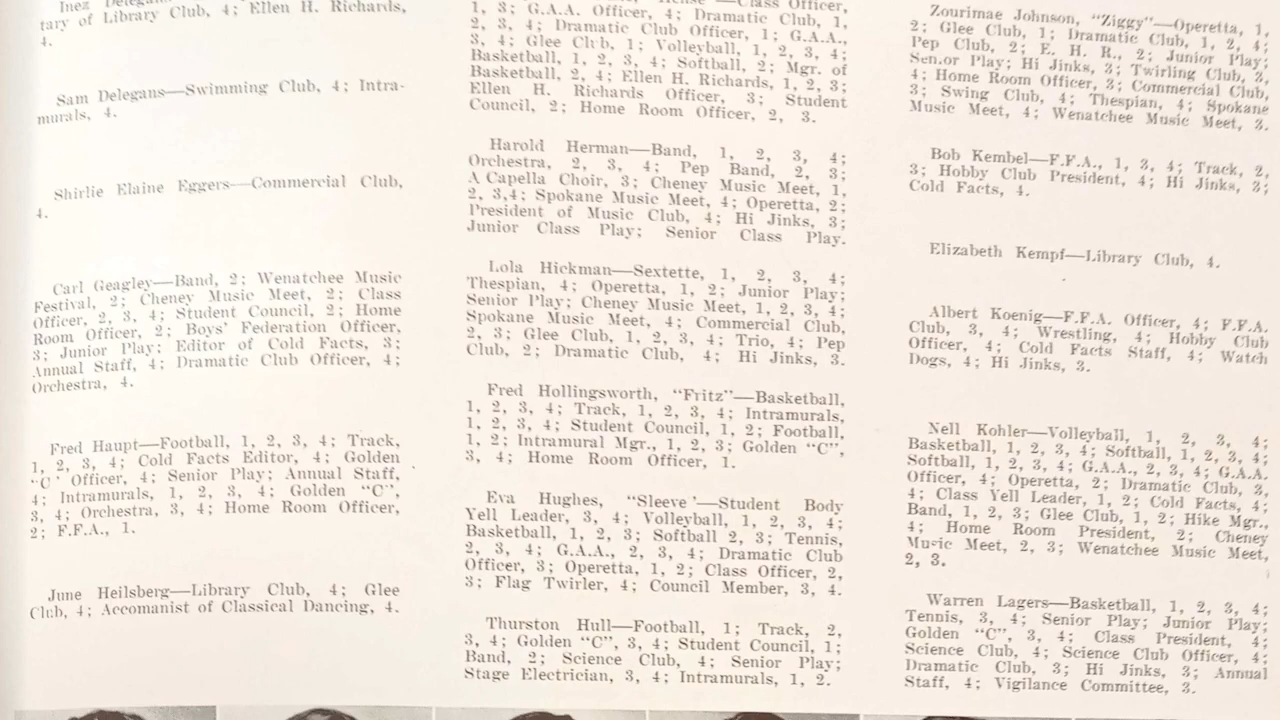 Inez
tary of Library Club, 4; Ellen H. Richards,
4.
Sam Delegans—Swimming Club, 4; Intra-
murals, 4.
Shirlie Elaine Eggers—Commercial Club,
4.
Carl Geagley—Band, 2; Wenatchee Music
Festival, 2; Cheney Music Meet, 2; Class
Officer, 2, 3, 4; Student Council, 2; Home
Room Officer, 2; Boys' Federation Officer,
3; Junior Play; Editor of Cold Facts, 3;
Annual Staff, 4; Dramatic Club Officer, 4;
Orchestra, 4.
Fred Haupt—Football, 1, 2, 3, 4; Track,
1, 2, 3, 4; Cold Facts Editor, 4; Golden
"C" Officer, 4; Senior Play; Annual Staff,
4; Intramurals, 1, 2, 3, 4; Golden "C",
3, 4; Orchestra, 3, 4; Home Room Officer,
2; F.F.A., 1.
June Heilsberg—Library Club, 4; Glee
Club, 4; Accomanist of Classical Dancing, 4.
Class Officer,
1, 3; G.A.A. Officer, 4; Dramatic Club, 1,
2, 3, 4; Dramatic Club Officer, 1; G.A.A.,
3, 4; Glee Club, 1; Volleyball, 1, 2, 3, 4;
Basketball, 1, 2, 3, 4; Softball, 2; Mgr. of
Basketball, 2, 4; Ellen H. Richards, 1, 2, 3;
Ellen H. Richards Officer, 3; Student
Council, 2; Home Room Officer, 2, 3.
Harold Herman—Band, 1, 2, 3, 4;
Orchestra, 2, 3, 4; Pep Band, 2, 3;
A Capella Choir, 3; Cheney Music Meet, 1,
2, 3,4; Spokane Music Meet, 4; Operetta, 2;
President of Music Club, 4; Hi Jinks, 3;
Junior Class Play; Senior Class Play.
Lola Hickman—Sextette, 1, 2, 3, 4;
Thespian, 4; Operetta, 1, 2; Junior Play;
Senior Play; Cheney Music Meet, 1, 2, 3, 4;
Spokane Music Meet, 4; Commercial Club,
2, 3; Glee Club, 1, 2, 3, 4; Trio, 4; Pep
Club, 2; Dramatic Club, 4; Hi Jinks, 3.
Fred Hollingsworth, "Fritz"—Basketball,
1, 2, 3, 4; Track, 1, 2, 3, 4; Intramurals,
1, 2, 3, 4; Student Council, 1, 2; Football,
1, 2; Intramural Mgr., 1, 2, 3; Golden "C",
3, 4; Home Room Officer, 1.
Eva Hughes, "Sleeve'—Student Body
Yell Leader, 3, 4; Volleyball, 1, 2, 3, 4;
Basketball, 1, 2, 3; Softball 2, 3; Tennis,
2, 3, 4; G.A.A., 2, 3, 4; Dramatic Club
Officer, 3; Operetta, 1, 2; Class Officer, 2,
3; Flag Twirler, 4; Council Member, 3, 4.
Thurston Hull—Football, 1; Track, 2,
3, 4; Golden "C", 3, 4; Student Council, 1;
Band, 2; Science Club, 4; Senior Play;
Stage Electrician, 3, 4; Intramurals, 1, 2.
Zourimae Johnson, "Ziggy"—Operetta, 1,
2; Glee Club, 1; Dramatic Club, 1, 2, 4;
Pep Club, 2; E. H. R., 2; Junior Play;
Senior Play; Hi Jinks, 3; Twirling Club, 3,
4; Home Room Officer, 3; Commercial Club,
3; Swing Club, 4; Thespian, 4; Spokane
Music Meet, 4; Wenatchee Music Meet, 3.
Bob Kembel—F.F.A., 1, 3, 4; Track, 2,
3; Hobby Club President, 4; Hi Jinks, 3;
Cold Facts, 4.
Elizabeth Kempf—Library Club, 4.
Albert Koenig—F.F.A. Officer, 4; F.F.A.
Club, 3, 4; Wrestling, 4; Hobby Club
Officer, 4; Cold Facts Staff, 4; Watch
Dogs, 4; Hi Jinks, 3.
Nell Kohler—Volleyball, 1, 2, 3, 4;
Basketball, 1, 2, 3, 4; Softball, 1, 2, 3, 4;
Softball, 1, 2, 3, 4; G.A.A., 2, 3, 4; G.A.A.
Officer, 4; Operetta, 2; Dramatic Club, 3,
4; Class Yell Leader, 1, 2; Cold Facts, 4;
Band, 1, 2, 3; Glee Club, 1, 2; Hike Mgr.,
4; Home Room President, 2; Cheney
Music Meet, 2, 3; Wenatchee Music Meet,
2, 3.
Warren Lagers—Basketball, 1, 2, 3, 4;
Tennis, 3, 4; Senior Play; Junior Play;
Golden "C", 3, 4; Class President, 4;
Science Club, 4; Science Club Officer, 4;
Dramatic Club, 3; Hi Jinks, 3; Annual
Staff, 4; Vigilance Committee, 3.